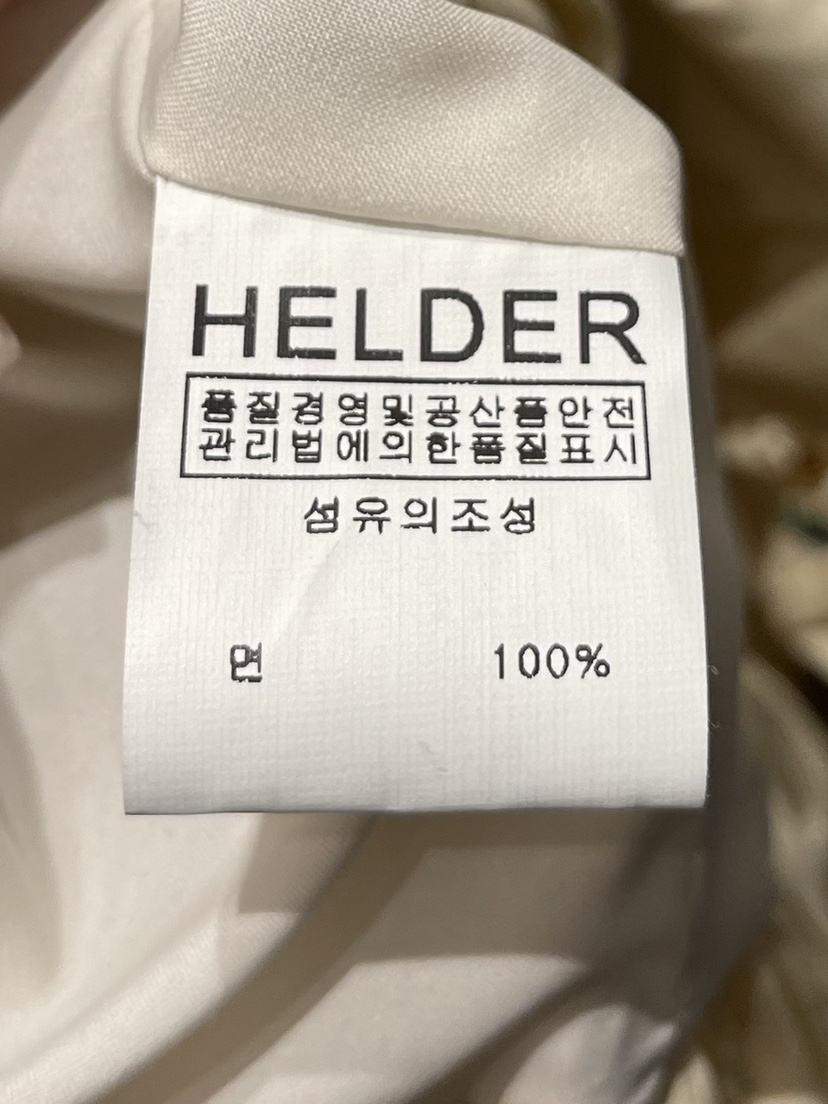 HELDER
품질경영및공산품안전
관리법에의한품질표시
섬유의조성
면 100%